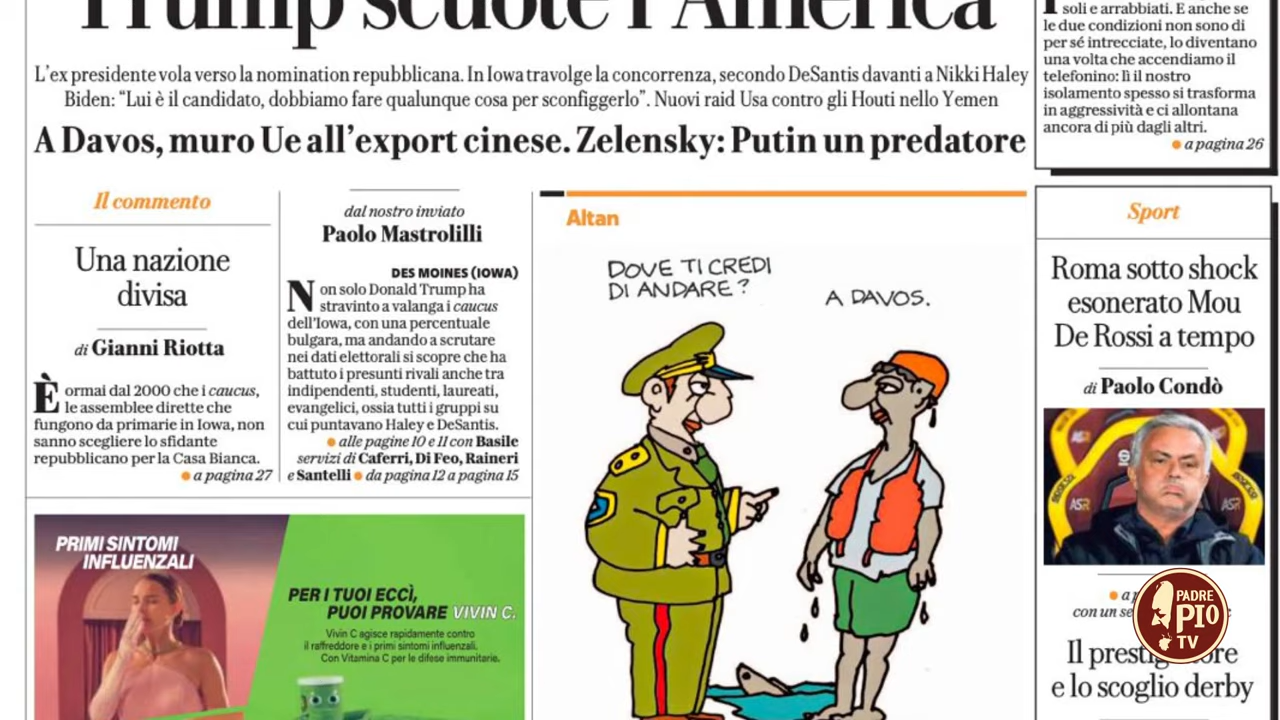 Trump scuote l'America
L'ex presidente vola verso la nomination repubblicana. In Iowa travolge la concorrenza, secondo DeSantis davanti a Nikki Haley
Biden: “Lui è il candidato, dobbiamo fare qualunque cosa per sconfiggerlo”. Nuovi raid Usa contro gli Houti nello Yemen
A Davos, muro Ue all'export cinese. Zelensky: Putin un predatore
soli e arrabbiati. E anche se
le due condizioni non sono di
per sé intrecciate, lo diventano
una volta che accendiamo il
telefonino: lì il nostro
isolamento spesso si trasforma
in aggressività e ci allontana
ancora di più dagli altri.
a pagina 26
Il commento
Una nazione
divisa
di Gianni Riotta
È ormai dal 2000 che i caucus,
le assemblee dirette che
fungono da primarie in Iowa, non
sanno scegliere lo sfidante
repubblicano per la Casa Bianca.
a pagina 27
dal nostro inviato
Paolo Mastrolilli
DES MOINES (IOWA)
Non solo Donald Trump ha
stravinto a valanga i caucus
dell'Iowa, con una percentuale
bulgara, ma andando a scrutare
nei dati elettorali si scopre che ha
battuto i presunti rivali anche tra
indipendenti, studenti, laureati,
evangelici, ossia tutti i gruppi su
cui puntavano Haley e DeSantis.
alle pagine 10 e 11 con Basile
servizi di Caferri, Di Feo, Raineri
e Santelli da pagina 12 a pagina 15
Altan
DOVE TI CREDI
DI ANDARE?
A DAVOS.
Sport
Roma sotto shock
esonerato Mou
De Rossi a tempo
di Paolo Condò
ASR
ASR
con un se
Il prestigiatore
e lo scoglio derby
PADRE
PIO
TV
PRIMI SINTOMI
INFLUENZALI
PER I TUOI ECCÌ,
PUOI PROVARE VIVIN C.
Vivin C agisce rapidamente contro
il raffreddore e i primi sintomi influenzali.
Con Vitamina C per le difese immunitarie.